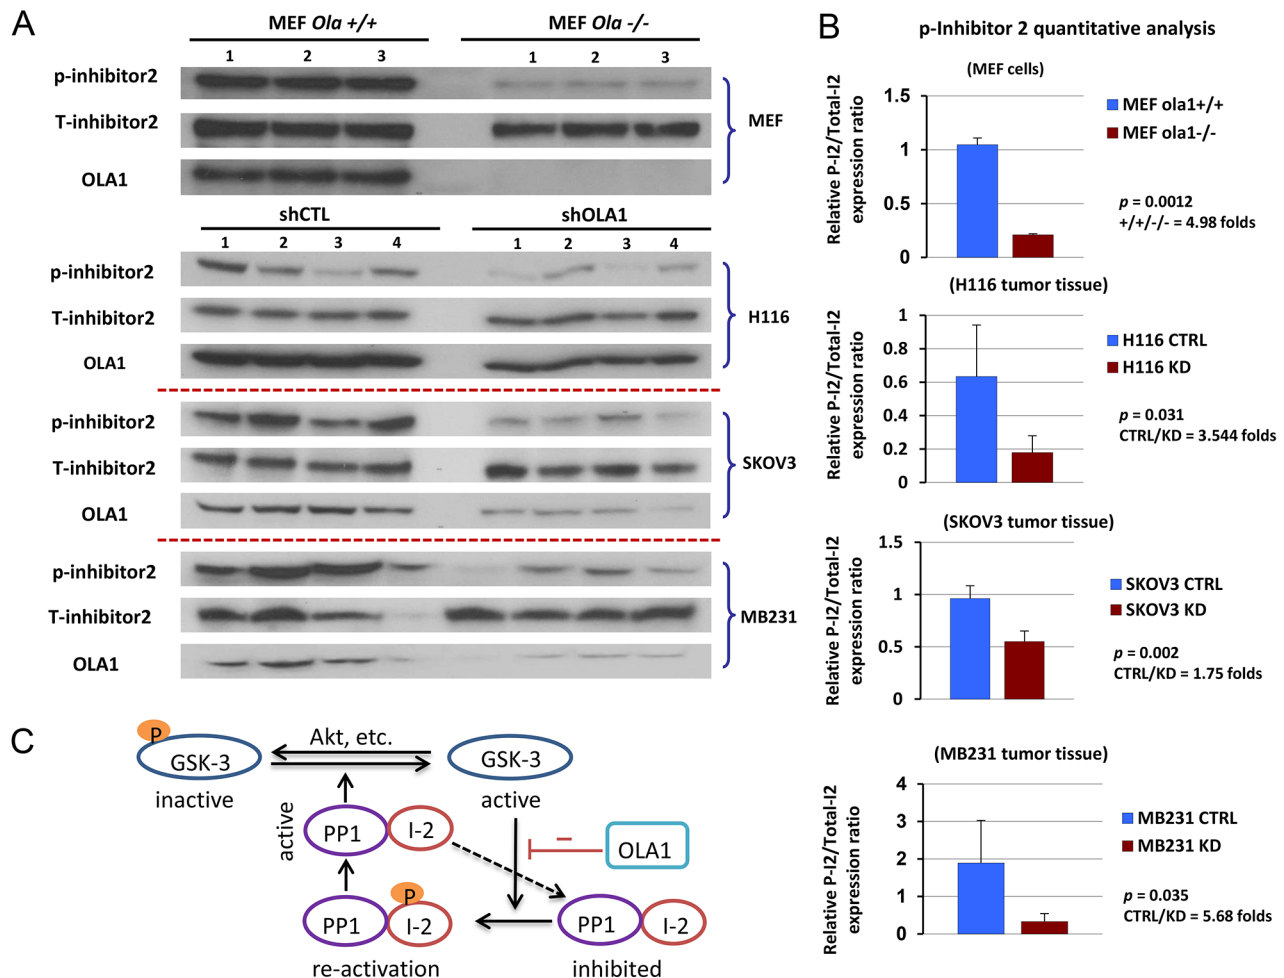 A
MEF Ola +/+
MEF Ola -/-
1 2 3
1 2 3
p-inhibitor2
T-inhibitor2
OLA1
MEF
shCTL
shOLA1
1 2 3 4
1 2 3 4
p-inhibitor2
T-inhibitor2
OLA1
H116
p-inhibitor2
T-inhibitor2
OLA1
SKOV3
p-inhibitor2
T-inhibitor2
OLA1
MB231
B
p-Inhibitor 2 quantitative analysis
(MEF cells)
Relative P-I2/Total-I2
expression ratio
1.5
1
0.5
0
MEF ola1+/+
MEF ola1-/-
p = 0.0012
+/+/-/- = 4.98 folds
(H116 tumor tissue)
Relative P-I2/Total-I2
expression ratio
1
0.8
0.6
0.4
0.2
0
H116 CTRL
H116 KD
p = 0.031
CTRL/KD = 3.544 folds
(SKOV3 tumor tissue)
Relative P-I2/Total-I2
expression ratio
1.5
1
0.5
0
SKOV3 CTRL
SKOV3 KD
p = 0.002
CTRL/KD = 1.75 folds
(MB231 tumor tissue)
Relative P-I2/Total-I2
expression ratio
4
3
2
1
0
MB231 CTRL
MB231 KD
p = 0.035
CTRL/KD = 5.68 folds
C
P
GSK-3
inactive
Akt, etc.
GSK-3
active
active
PP1
I-2
–
OLA1
P
PP1
I-2
re-activation
PP1
I-2
inhibited